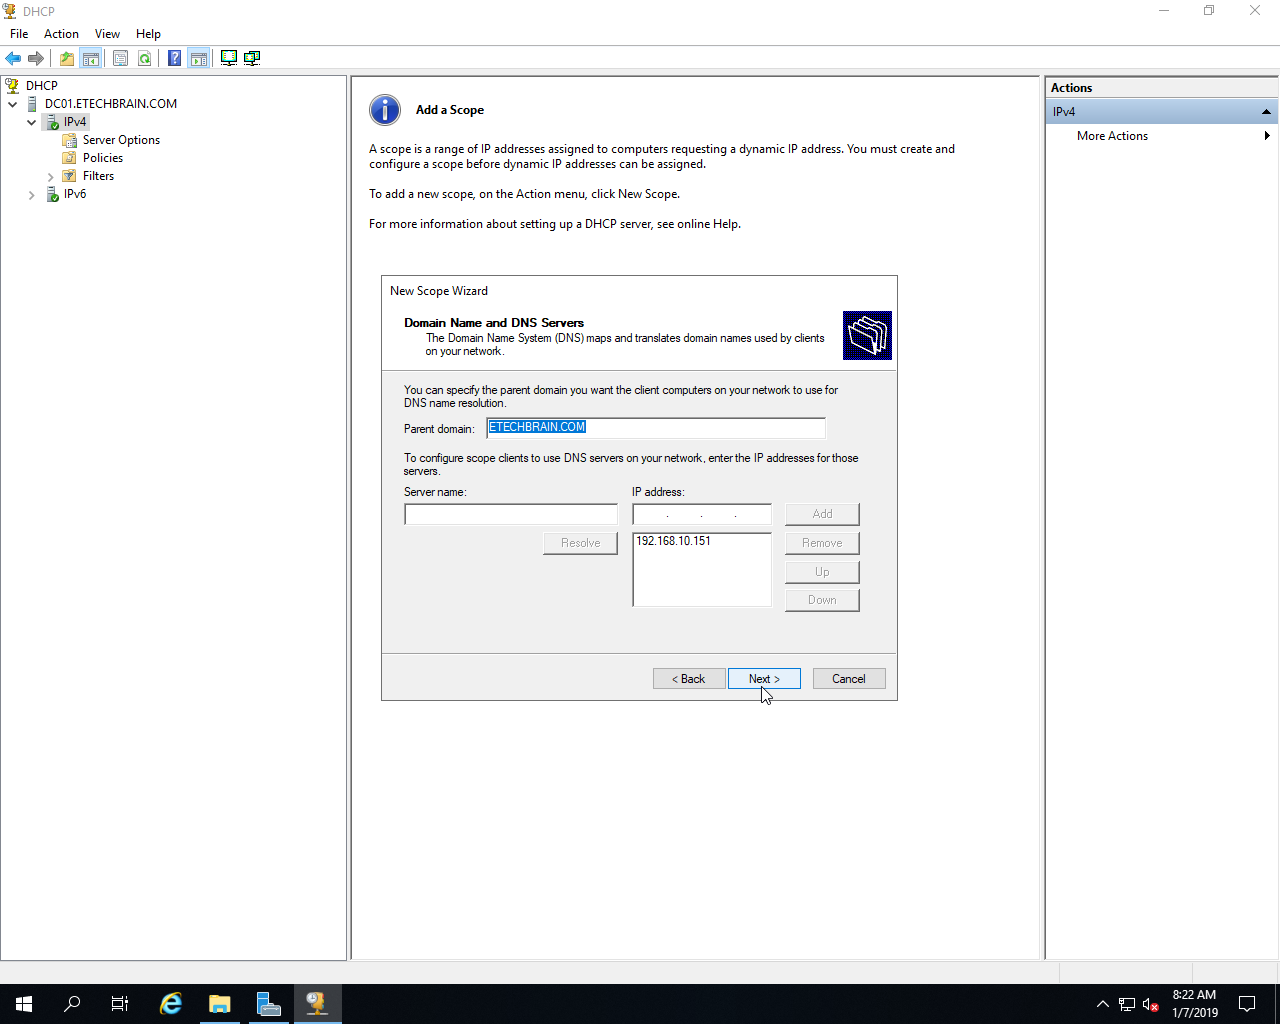 DHCP
File Action View Help
DHCP
DC01.ETECHBRAIN.COM
IPv4
Server Options
Policies
Filters
IPv6
Add a Scope
A scope is a range of IP addresses assigned to computers requesting a dynamic IP address. You must create and
configure a scope before dynamic IP addresses can be assigned.
To add a new scope, on the Action menu, click New Scope.
For more information about setting up a DHCP server, see online Help.
New Scope Wizard
Domain Name and DNS Servers
The Domain Name System (DNS) maps and translates domain names used by clients
on your network.
You can specify the parent domain you want the client computers on your network to use for
DNS name resolution.
Parent domain: ETECHBRAIN.COM
To configure scope clients to use DNS servers on your network, enter the IP addresses for those
servers.
Server name: IP address:
. . . Add
Resolve 192.168.10.151 Remove
Up
Down
< Back Next > Cancel
Actions
IPv4
More Actions
8:22 AM
1/7/2019